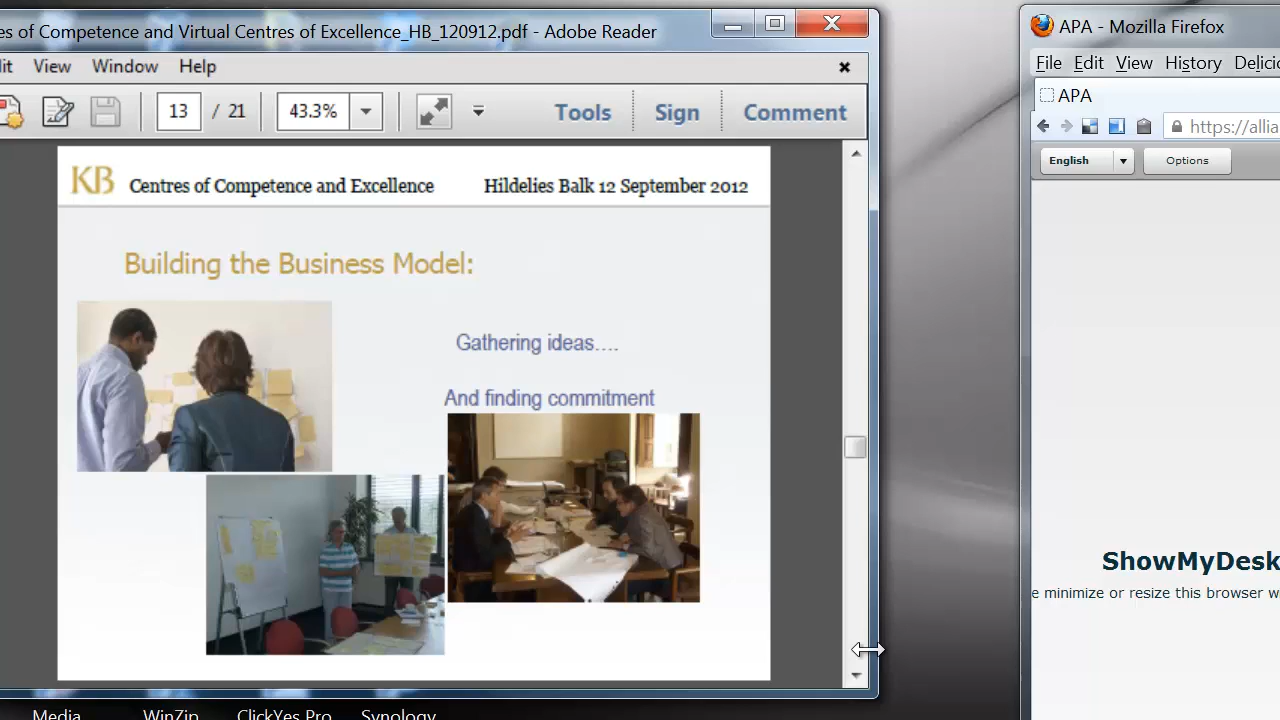 es of Competence and Virtual Centres of Excellence_HB_120912.pdf - Adobe Reader
it View Window Help
13 / 21 43.3% Tools Sign Comment
KB Centres of Competence and Excellence Hildelies Balk 12 September 2012
Building the Business Model:
Gathering ideas....
And finding commitment
Media WinZip ClickYes Pro Synology
APA - Mozilla Firefox
File Edit View History Delicio
APA
https://allia
English Options
ShowMyDesk
e minimize or resize this browser wi